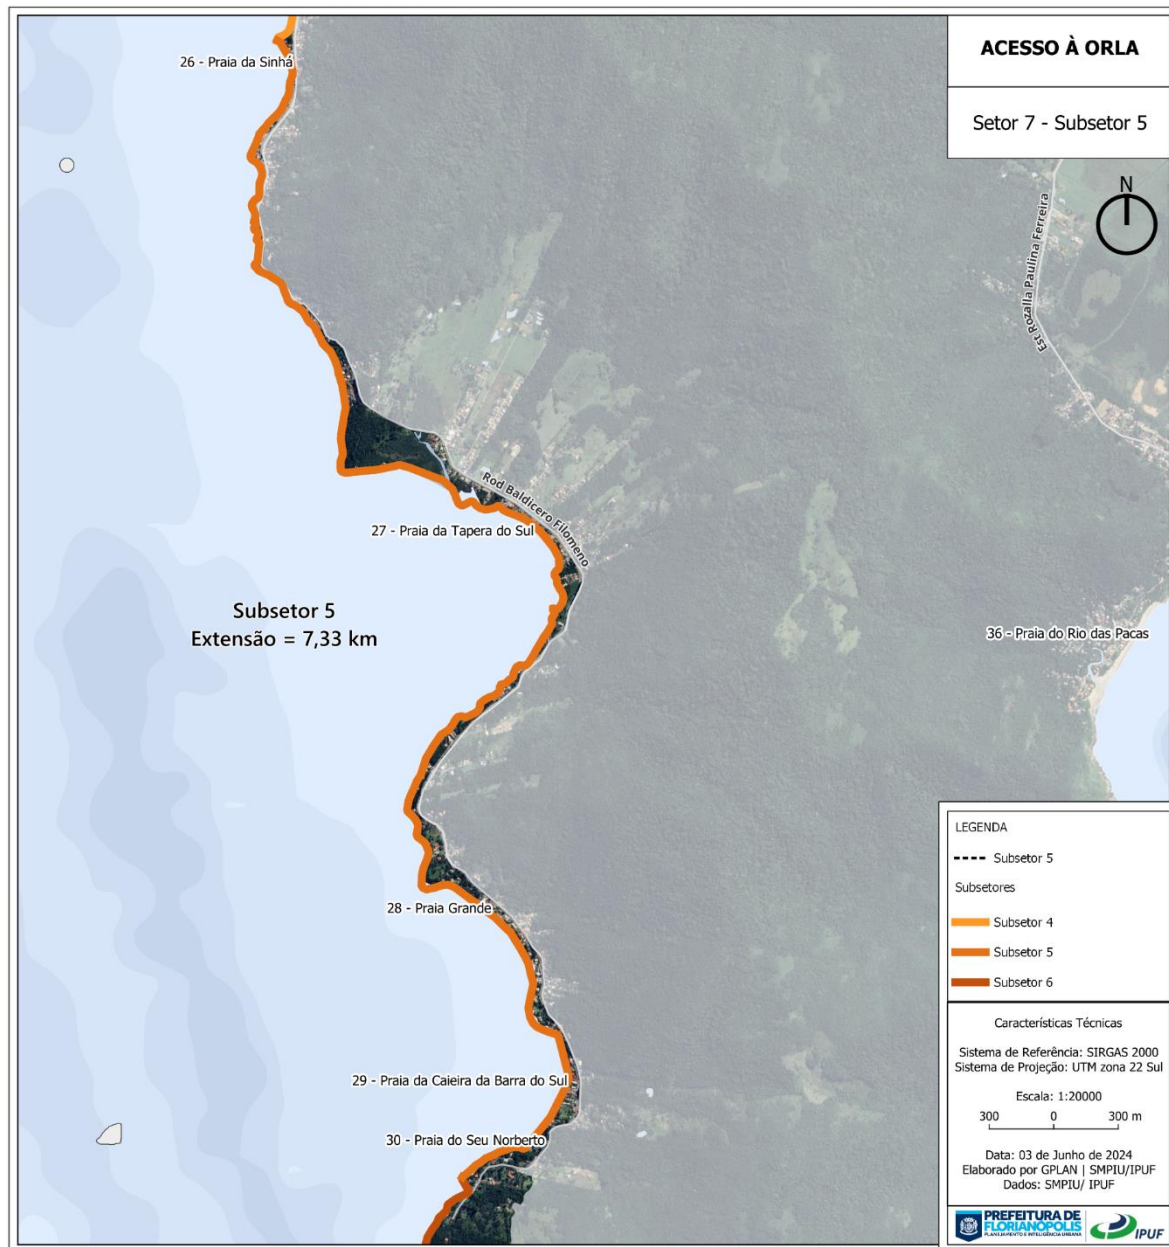 ACESSO À ORLA
Setor 7 - Subsetor 5
N
26 - Praia da Sinhá
Est Rozalia Paulina Ferreira
Rod Baldicero Filomeno
27 - Praia da Tapera do Sul
Subsetor 5
Extensão = 7,33 km
36 - Praia do Rio das Pacas
28 - Praia Grande
29 - Praia da Caieira da Barra do Sul
30 - Praia do Seu Norberto
LEGENDA
Subsetor 5
Subsetores
Subsetor 4
Subsetor 5
Subsetor 6
Características Técnicas
Sistema de Referência: SIRGAS 2000
Sistema de Projeção: UTM zona 22 Sul
Escala: 1:20000
300 0 300 m
Data: 03 de Junho de 2024
Elaborado por GPLAN | SMPIU/IPUF
Dados: SMPIU/ IPUF
PREFEITURA DE
FLORIANÓPOLIS
PLANEJAMENTO E INTELIGÊNCIA URBANA
IPUF